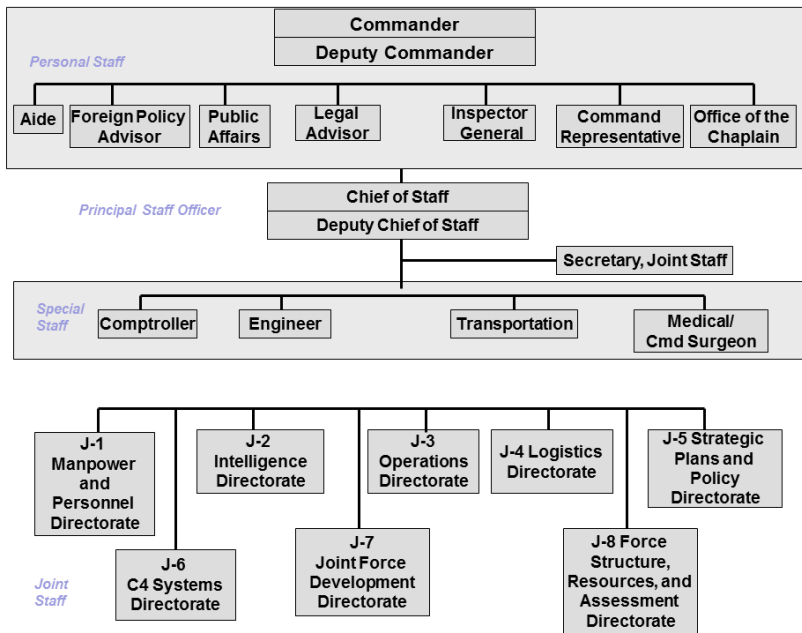 Commander
Deputy Commander
Personal Staff
Aide
Foreign Policy
Advisor
Public
Affairs
Legal
Advisor
Inspector
General
Command
Representative
Office of the
Chaplain
Chief of Staff
Principal Staff Officer
Deputy Chief of Staff
Secretary, Joint Staff
Special
Staff
Comptroller
Engineer
Transportation
Medical/
Cmd Surgeon
J-1
Manpower
and
Personnel
Directorate
J-2
Intelligence
Directorate
J-3
Operations
Directorate
J-4 Logistics
Directorate
J-5 Strategic
Plans and
Policy
Directorate
Joint
Staff
J-6
C4 Systems
Directorate
J-7
Joint Force
Development
Directorate
J-8 Force
Structure,
Resources, and
Assessment
Directorate